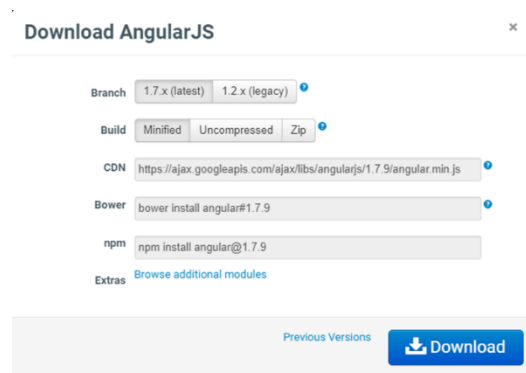 Download AngularJS
×
Branch 1.7.x (latest) 1.2.x (legacy) ?
Build Minified Uncompressed Zip ?
CDN https://ajax.googleapis.com/ajax/libs/angularjs/1.7.9/angular.min.js ?
Bower bower install angular#1.7.9 ?
npm npm install angular@1.7.9
Extras Browse additional modules
Previous Versions Download